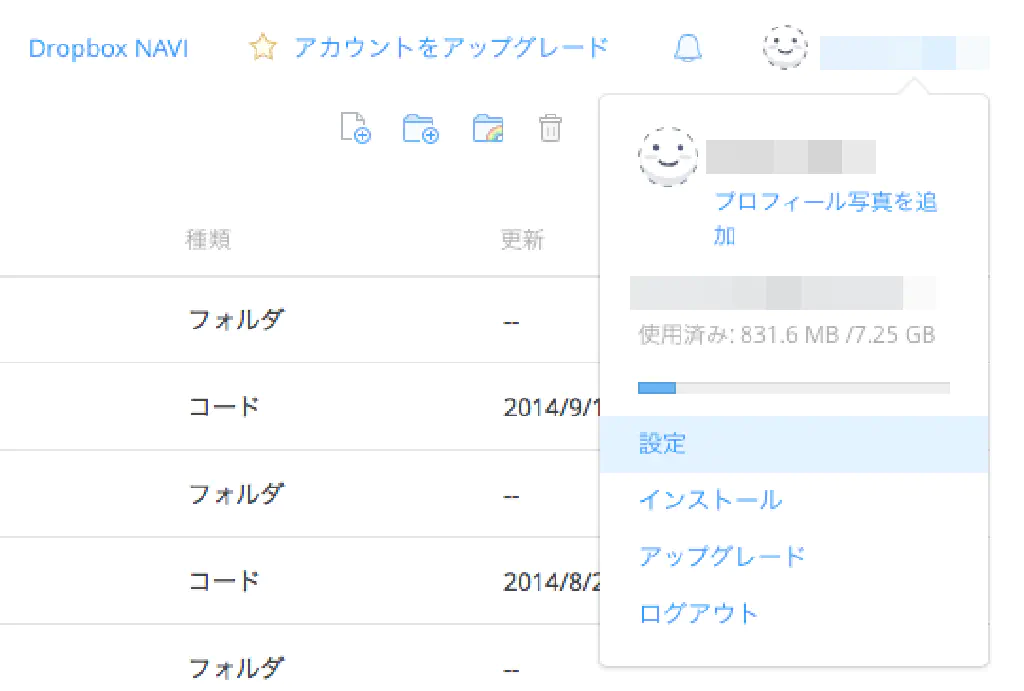 Dropbox NAVI
アカウントをアップグレード
プロフィール写真を追
加
種類
更新
使用済み: 831.6 MB /7.25 GB
フォルダ
--
コード
2014/9/1
フォルダ
--
コード
2014/8/2
フォルダ
--
設定
インストール
アップグレード
ログアウト